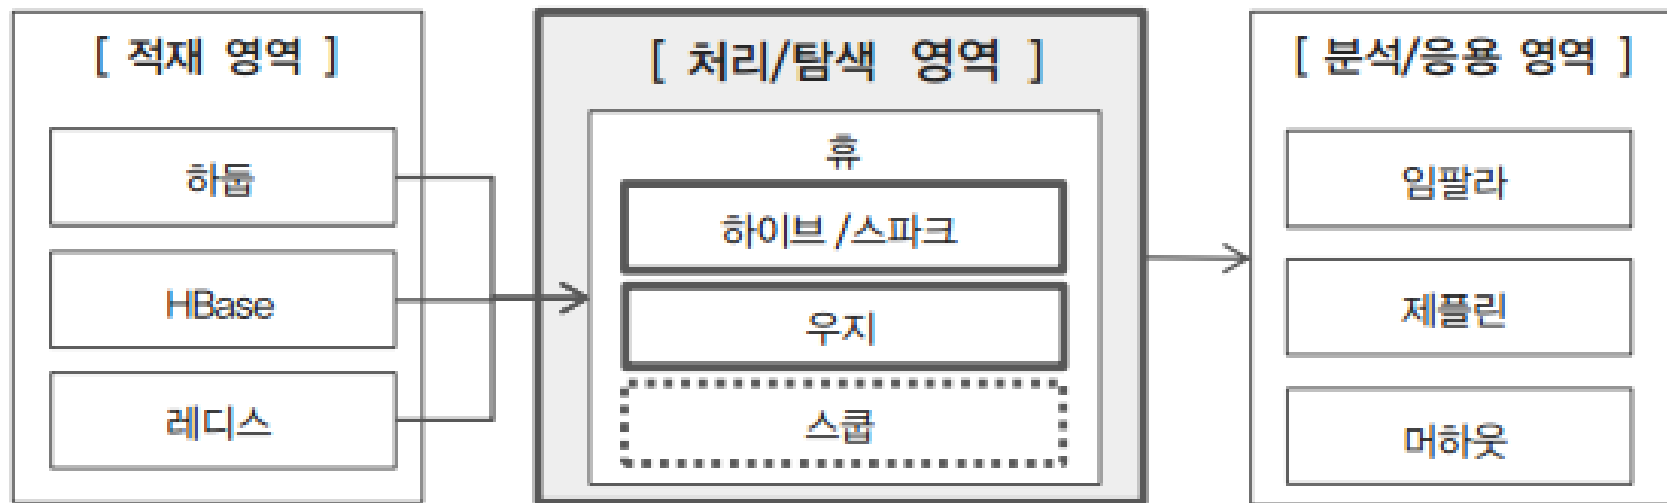 [ 적재 영역 ]
하둡
HBase
레디스
[ 처리/탐색 영역 ]
휴
하이브 /스파크
우지
스쿱
[ 분석/응용 영역 ]
임팔라
제플린
머하웃